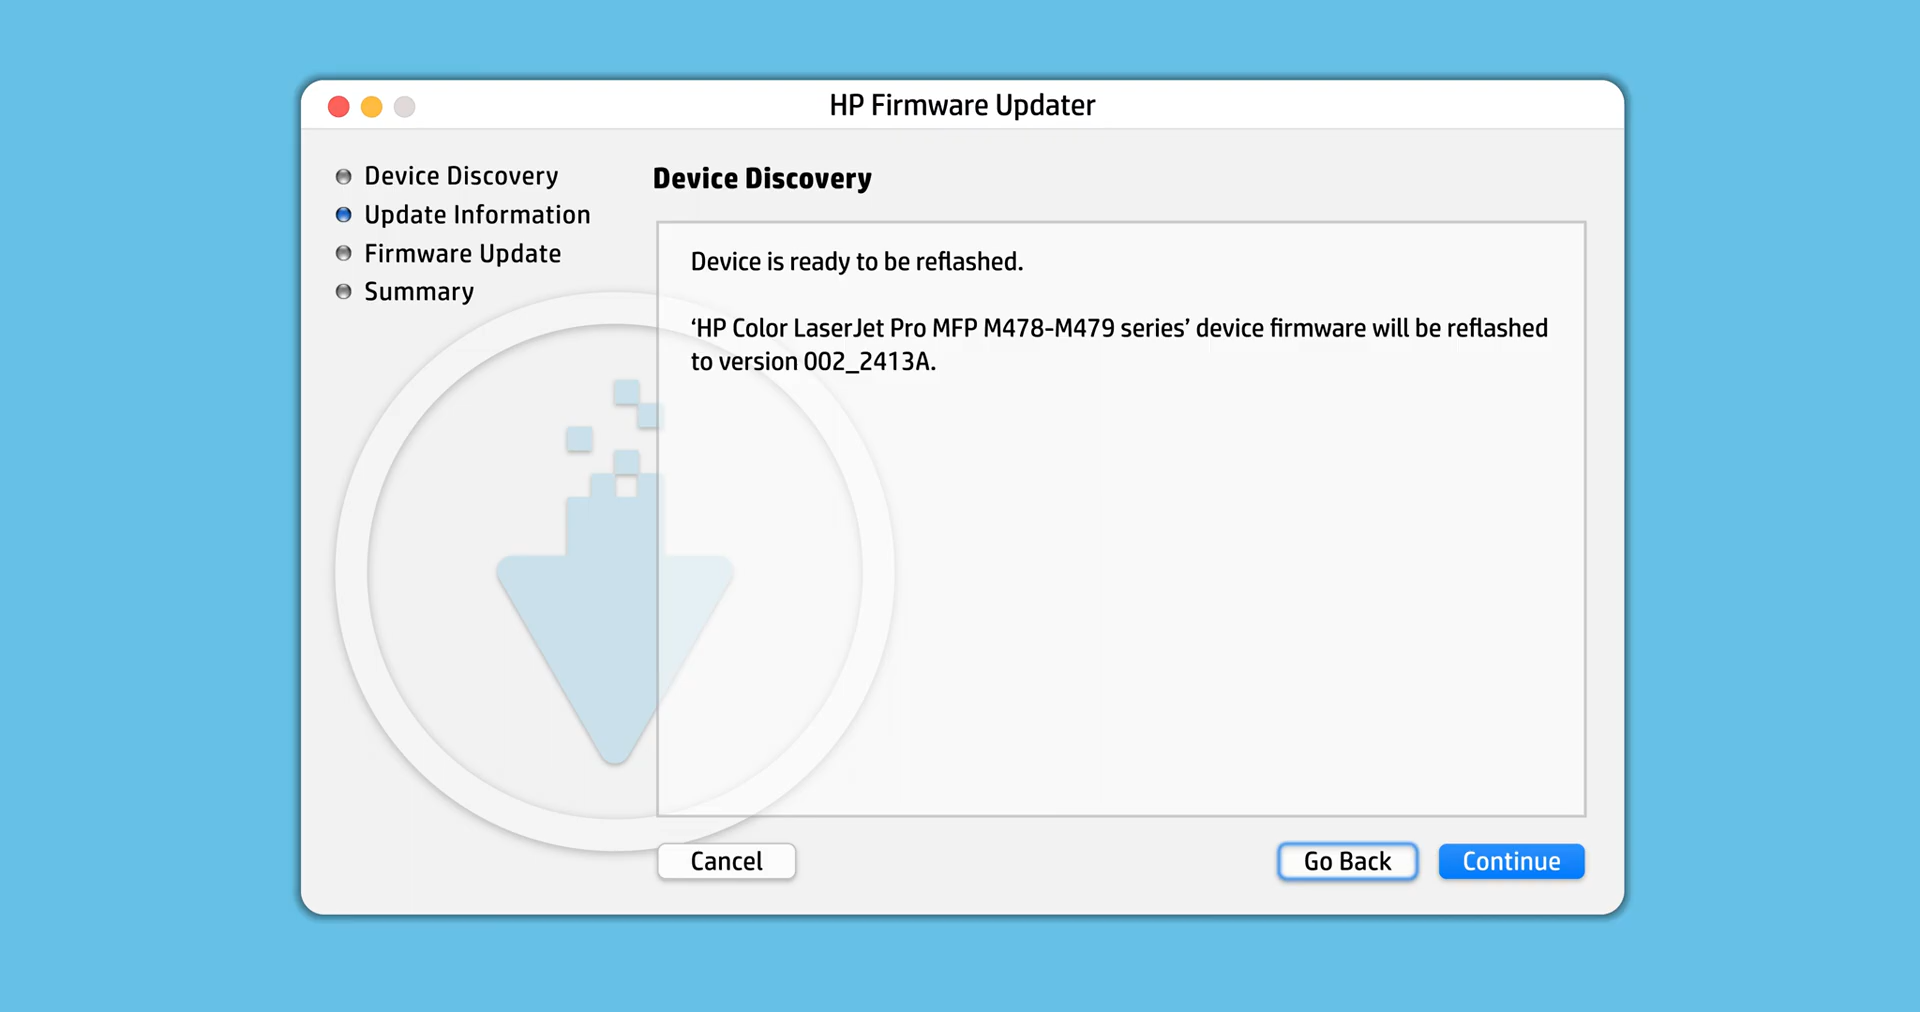 HP Firmware Updater
Device Discovery
Update Information
Firmware Update
Summary
Device Discovery
Device is ready to be reflashed.
‘HP Color LaserJet Pro MFP M478-M479 series’ device firmware will be reflashed
to version 002_2413A.
Cancel
Go Back
Continue